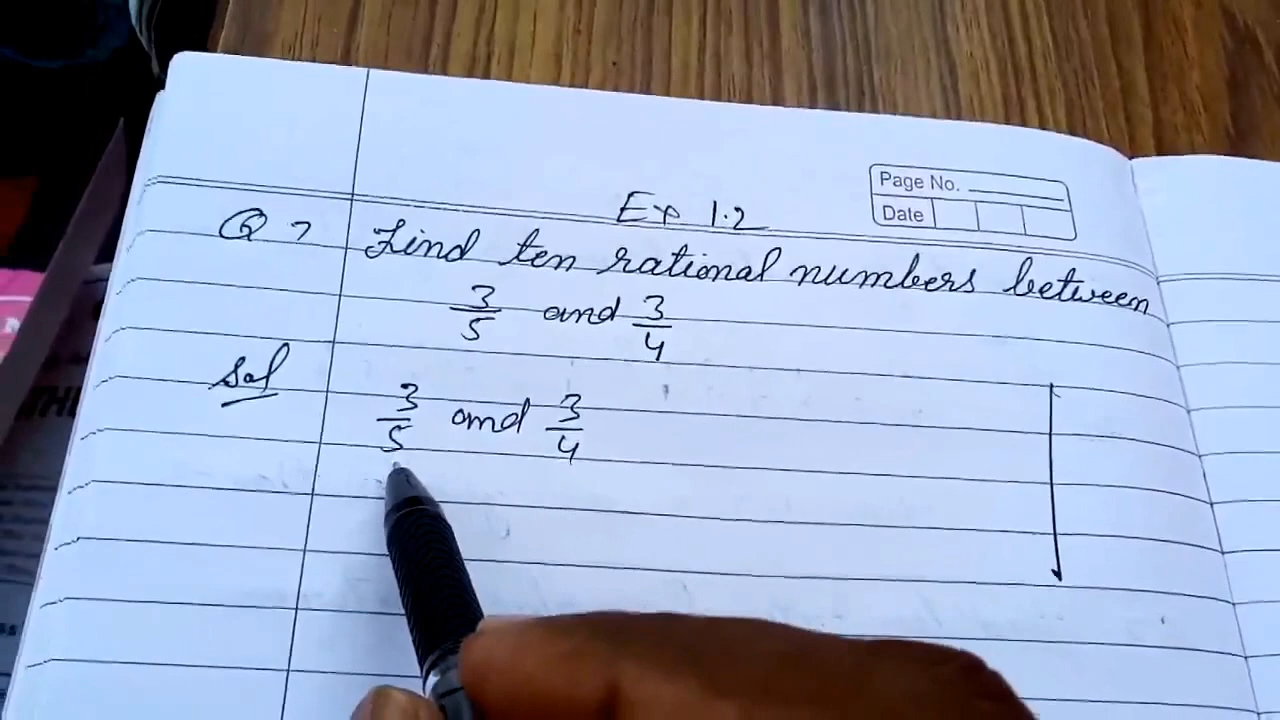 Page No.
Date
Ex 1.2
Q 7 Find ten rational numbers between
3/5 and 3/4
Sol 3/5 and 3/4